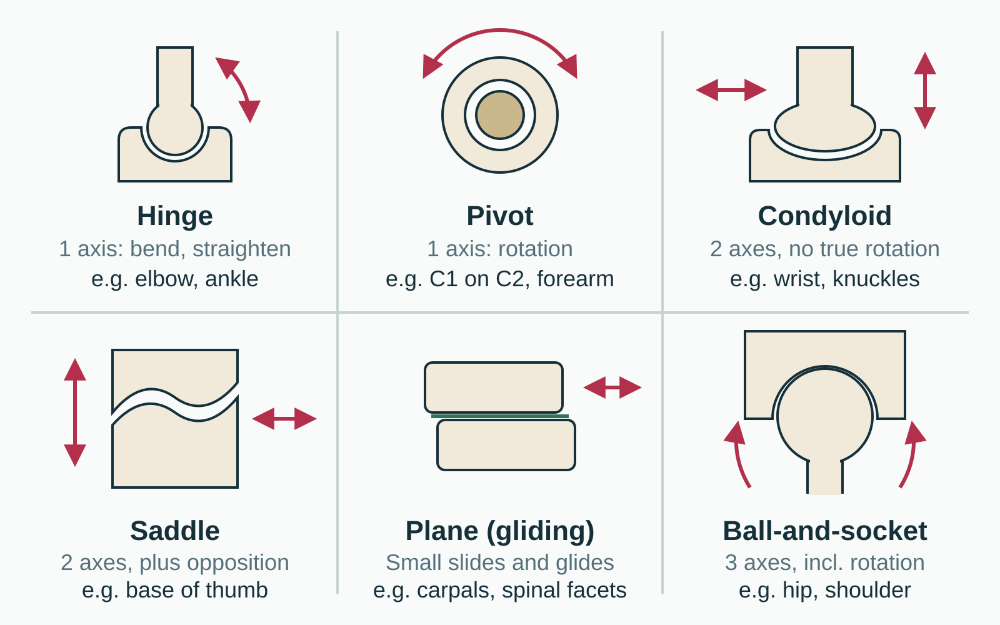 Hinge
1 axis: bend, straighten
e.g. elbow, ankle
Pivot
1 axis: rotation
e.g. C1 on C2, forearm
Condyloid
2 axes, no true rotation
e.g. wrist, knuckles
Saddle
2 axes, plus opposition
e.g. base of thumb
Plane (gliding)
Small slides and glides
e.g. carpals, spinal facets
Ball-and-socket
3 axes, incl. rotation
e.g. hip, shoulder